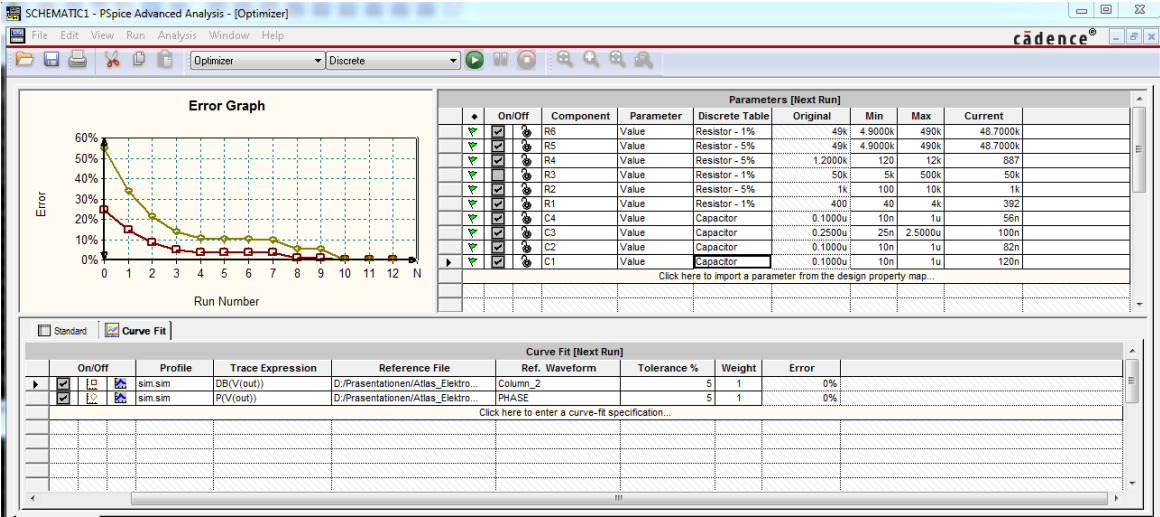 SCHEMATIC1 - PSpice Advanced Analysis - [Optimizer]
File Edit View Run Analysis Window Help
cādence®
Optimizer Discrete
Error Graph
Error
60%
50%
40%
30%
20%
10%
0%
0 1 2 3 4 5 6 7 8 9 10 11 12 N
Run Number
Parameters [Next Run]
On/Off Component Parameter Discrete Table Original Min Max Current
R6 Value Resistor - 1% 49k 4.9000k 490k 48.7000k
R5 Value Resistor - 5% 49k 4.9000k 490k 48.7000k
R4 Value Resistor - 5% 1.2000k 120 12k 887
R3 Value Resistor - 1% 50k 5k 500k 50k
R2 Value Resistor - 5% 1k 100 10k 1k
R1 Value Resistor - 1% 400 40 4k 392
C4 Value Capacitor 0.1000u 10n 1u 56n
C3 Value Capacitor 0.2500u 25n 2.5000u 100n
C2 Value Capacitor 0.1000u 10n 1u 82n
C1 Value Capacitor 0.1000u 10n 1u 120n
Click here to import a parameter from the design property map...
Standard Curve Fit
Curve Fit [Next Run]
On/Off Profile Trace Expression Reference File Ref. Waveform Tolerance % Weight Error
sim.sim DB(V(out)) D:/Prasentationen/Atlas_Elektro... Column_2 5 1 0%
sim.sim P(V(out)) D:/Prasentationen/Atlas_Elektro... PHASE 5 1 0%
Click here to enter a curve-fit specification...